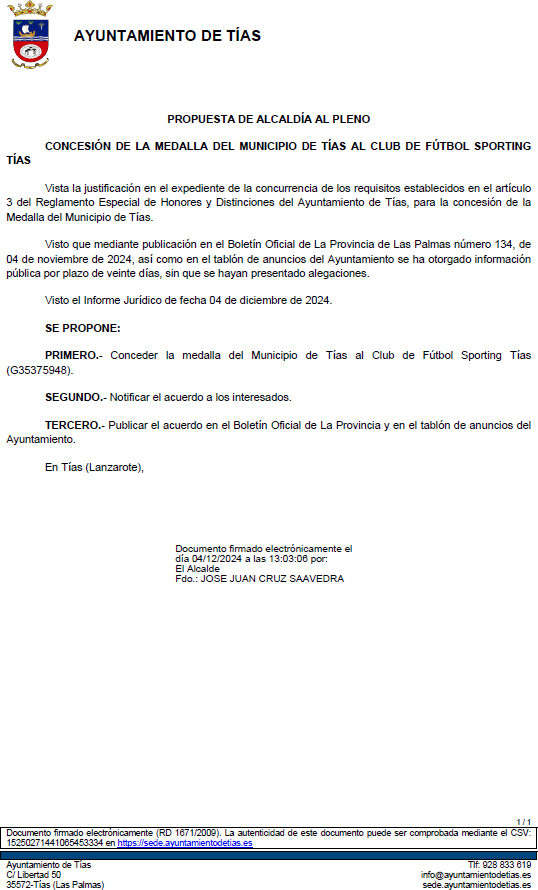 AYUNTAMIENTO DE TÍAS
PROPUESTA DE ALCALDÍA AL PLENO
CONCESIÓN DE LA MEDALLA DEL MUNICIPIO DE TÍAS AL CLUB DE FÚTBOL SPORTING
TÍAS
Vista la justificación en el expediente de la concurrencia de los requisitos establecidos en el artículo
3 del Reglamento Especial de Honores y Distinciones del Ayuntamiento de Tías, para la concesión de la
Medalla del Municipio de Tías.
Visto que mediante publicación en el Boletín Oficial de La Provincia de Las Palmas número 134, de
04 de noviembre de 2024, así como en el tablón de anuncios del Ayuntamiento se ha otorgado información
pública por plazo de veinte días, sin que se hayan presentado alegaciones.
Visto el Informe Jurídico de fecha 04 de diciembre de 2024.
SE PROPONE:
PRIMERO.- Conceder la medalla del Municipio de Tías al Club de Fútbol Sporting Tías
(G35375948).
SEGUNDO.- Notificar el acuerdo a los interesados.
TERCERO.- Publicar el acuerdo en el Boletín Oficial de La Provincia y en el tablón de anuncios del
Ayuntamiento.
En Tías (Lanzarote),
Documento firmado electrónicamente el
día 04/12/2024 a las 13:03:06 por:
El Alcalde
Fdo.: JOSE JUAN CRUZ SAAVEDRA
1 / 1
Documento firmado electrónicamente (RD 1671/2009). La autenticidad de este documento puede ser comprobada mediante el CSV:
15250271441065453334 en https://sede.ayuntamientodetias.es
Ayuntamiento de Tías
C/ Libertad 50
35572-Tías (Las Palmas)
Tlf: 928 833 619
info@ayuntamientodetias.es
sede.ayuntamientodetias.es